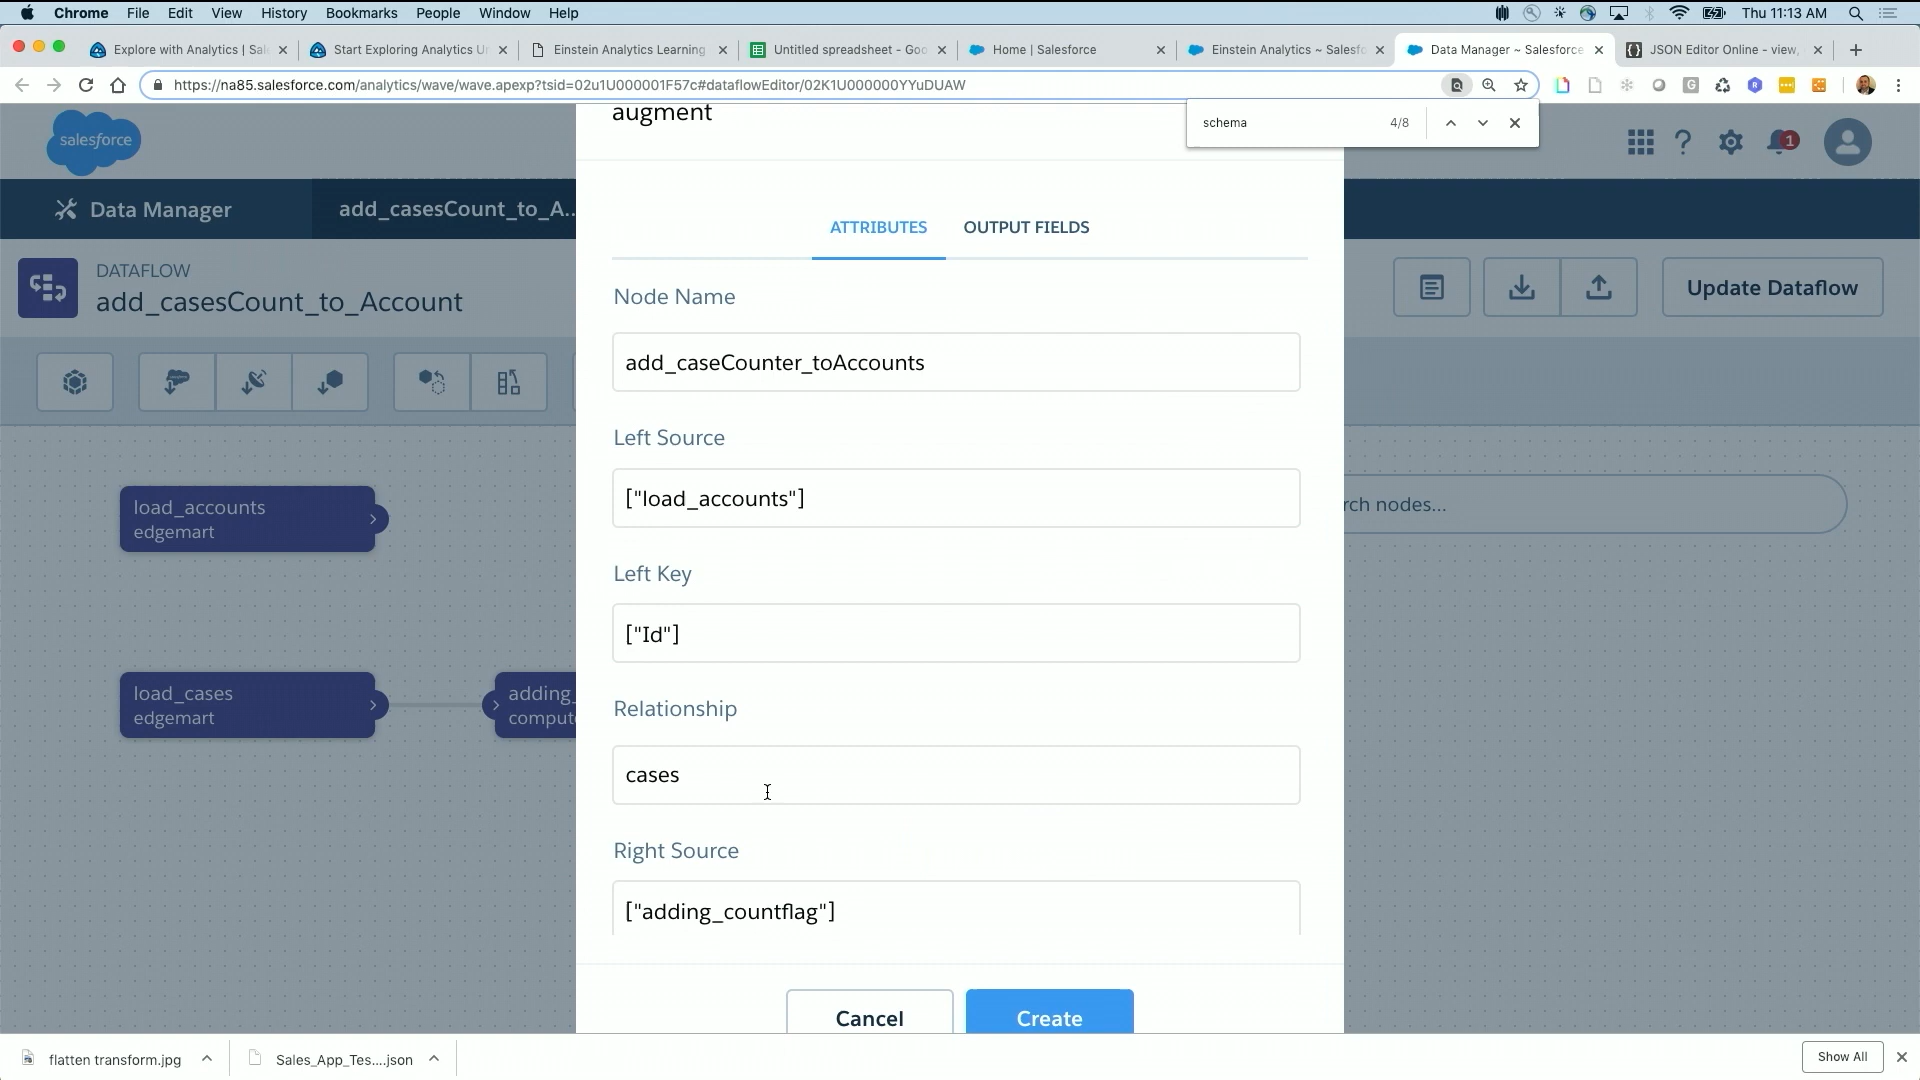 Chrome File Edit View History Bookmarks People Window Help Thu 11:13 AM
Explore with Analytics | Sale
Start Exploring Analytics U
Einstein Analytics Learning
Untitled spreadsheet - Goo
Home | Salesforce
Einstein Analytics ~ Salesfo
Data Manager ~ Salesforce
JSON Editor Online - view,
https://na85.salesforce.com/analytics/wave/wave.apexp?tsid=02u1U000001F57c#dataflowEditor/02K1U000000YYuDUAW
schema 4/8
salesforce
1
augment
Data Manager
add_casesCount_to_A..
DATAFLOW
add_casesCount_to_Account
Update Dataflow
ATTRIBUTES OUTPUT FIELDS
Node Name
add_caseCounter_toAccounts
Left Source
["load_accounts"]
Left Key
["Id"]
Relationship
cases
Right Source
["adding_countflag"]
Cancel Create
load_accounts
edgemart
load_cases
edgemart
adding_
compute
rch nodes...
flatten transform.jpg
Sales_App_Tes....json
Show All